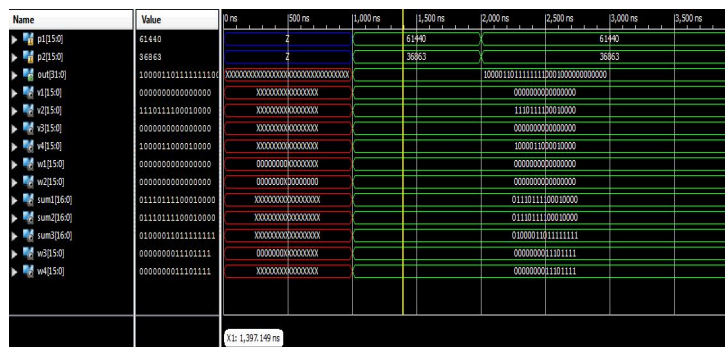 Name Value 0 ns 500 ns 1,000 ns 1,500 ns 2,000 ns 2,500 ns 3,000 ns 3,500 ns
p1[15:0] 61440 Z 61440 61440
p2[15:0] 36863 Z 36863 36863
out[31:0] 100001101111111100 XXXXXXXXXXXXXXXXXXXXXXXXXXXXXXXX 10000110111111110001000000000000
v1[15:0] 0000000000000000 XXXXXXXXXXXXXXXX 0000000000000000
v2[15:0] 1110111100010000 XXXXXXXXXXXXXXXX 1110111100010000
v3[15:0] 0000000000000000 XXXXXXXXXXXXXXXX 0000000000000000
v4[15:0] 1000011000010000 XXXXXXXXXXXXXXXX 1000011000010000
w1[15:0] 0000000000000000 00000000XXXXXXXX 0000000000000000
w2[15:0] 0000000000000000 0000000X00000000 0000000000000000
sum1[16:0] 01110111100010000 XXXXXXXXXXXXXXXXX 01110111100010000
sum2[16:0] 01110111100010000 XXXXXXXXXXXXXXXXX 01110111100010000
sum3[16:0] 01000011011111111 XXXXXXXXXXXXXXXXX 01000011011111111
w3[15:0] 0000000011101111 0000000XXXXXXXXX 0000000011101111
w4[15:0] 0000000011101111 XXXXXXXXXXXXXXXX 0000000011101111
X1: 1,397.149 ns